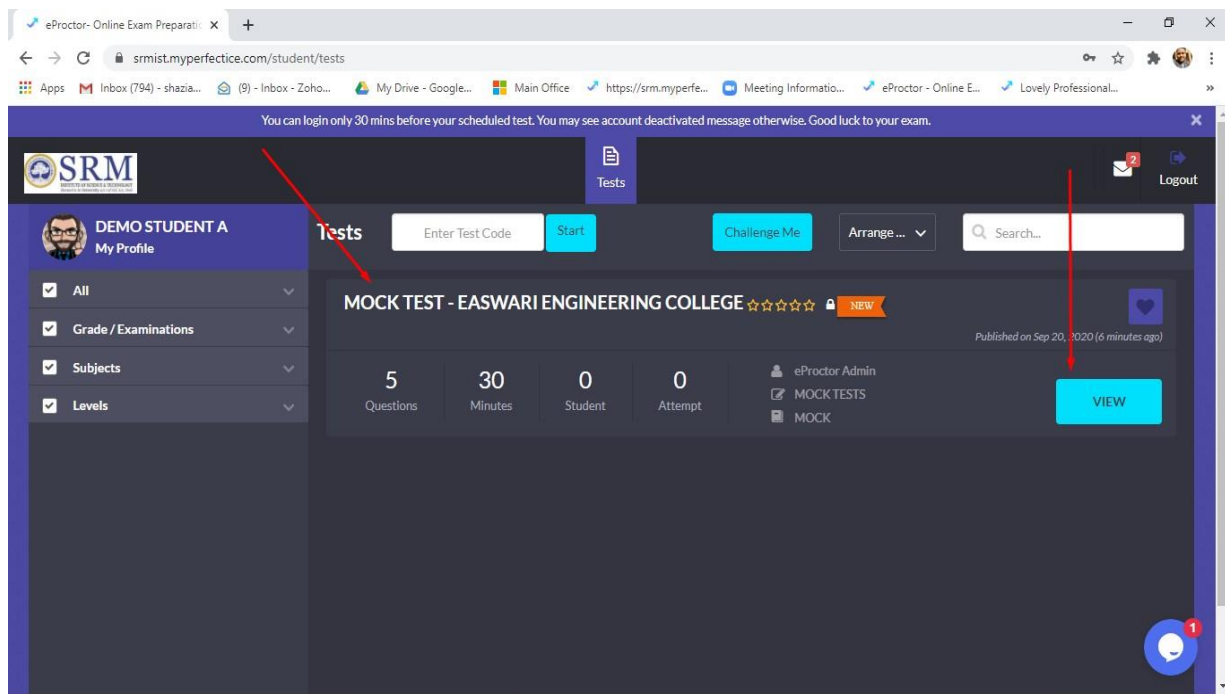 eProctor- Online Exam Preparatic
srmist.myperfectice.com/student/tests
Apps Inbox (794) - shazia... (9) - Inbox - Zoho... My Drive - Google... Main Office https://srm.myperfe... Meeting Informatio... eProctor - Online E... Lovely Professional... »
You can login only 30 mins before your scheduled test. You may see account deactivated message otherwise. Good luck to your exam.
SRM
Tests
2
Logout
DEMO STUDENT A
My Profile
Tests Enter Test Code Start Challenge Me Arrange ... Search...
All
Grade / Examinations
Subjects
Levels
MOCK TEST - EASWARI ENGINEERING COLLEGE NEW
Published on Sep 20, 2020 (6 minutes ago)
5 30 0 0
Questions Minutes Student Attempt
eProctor Admin
MOCK TESTS
MOCK
VIEW
1